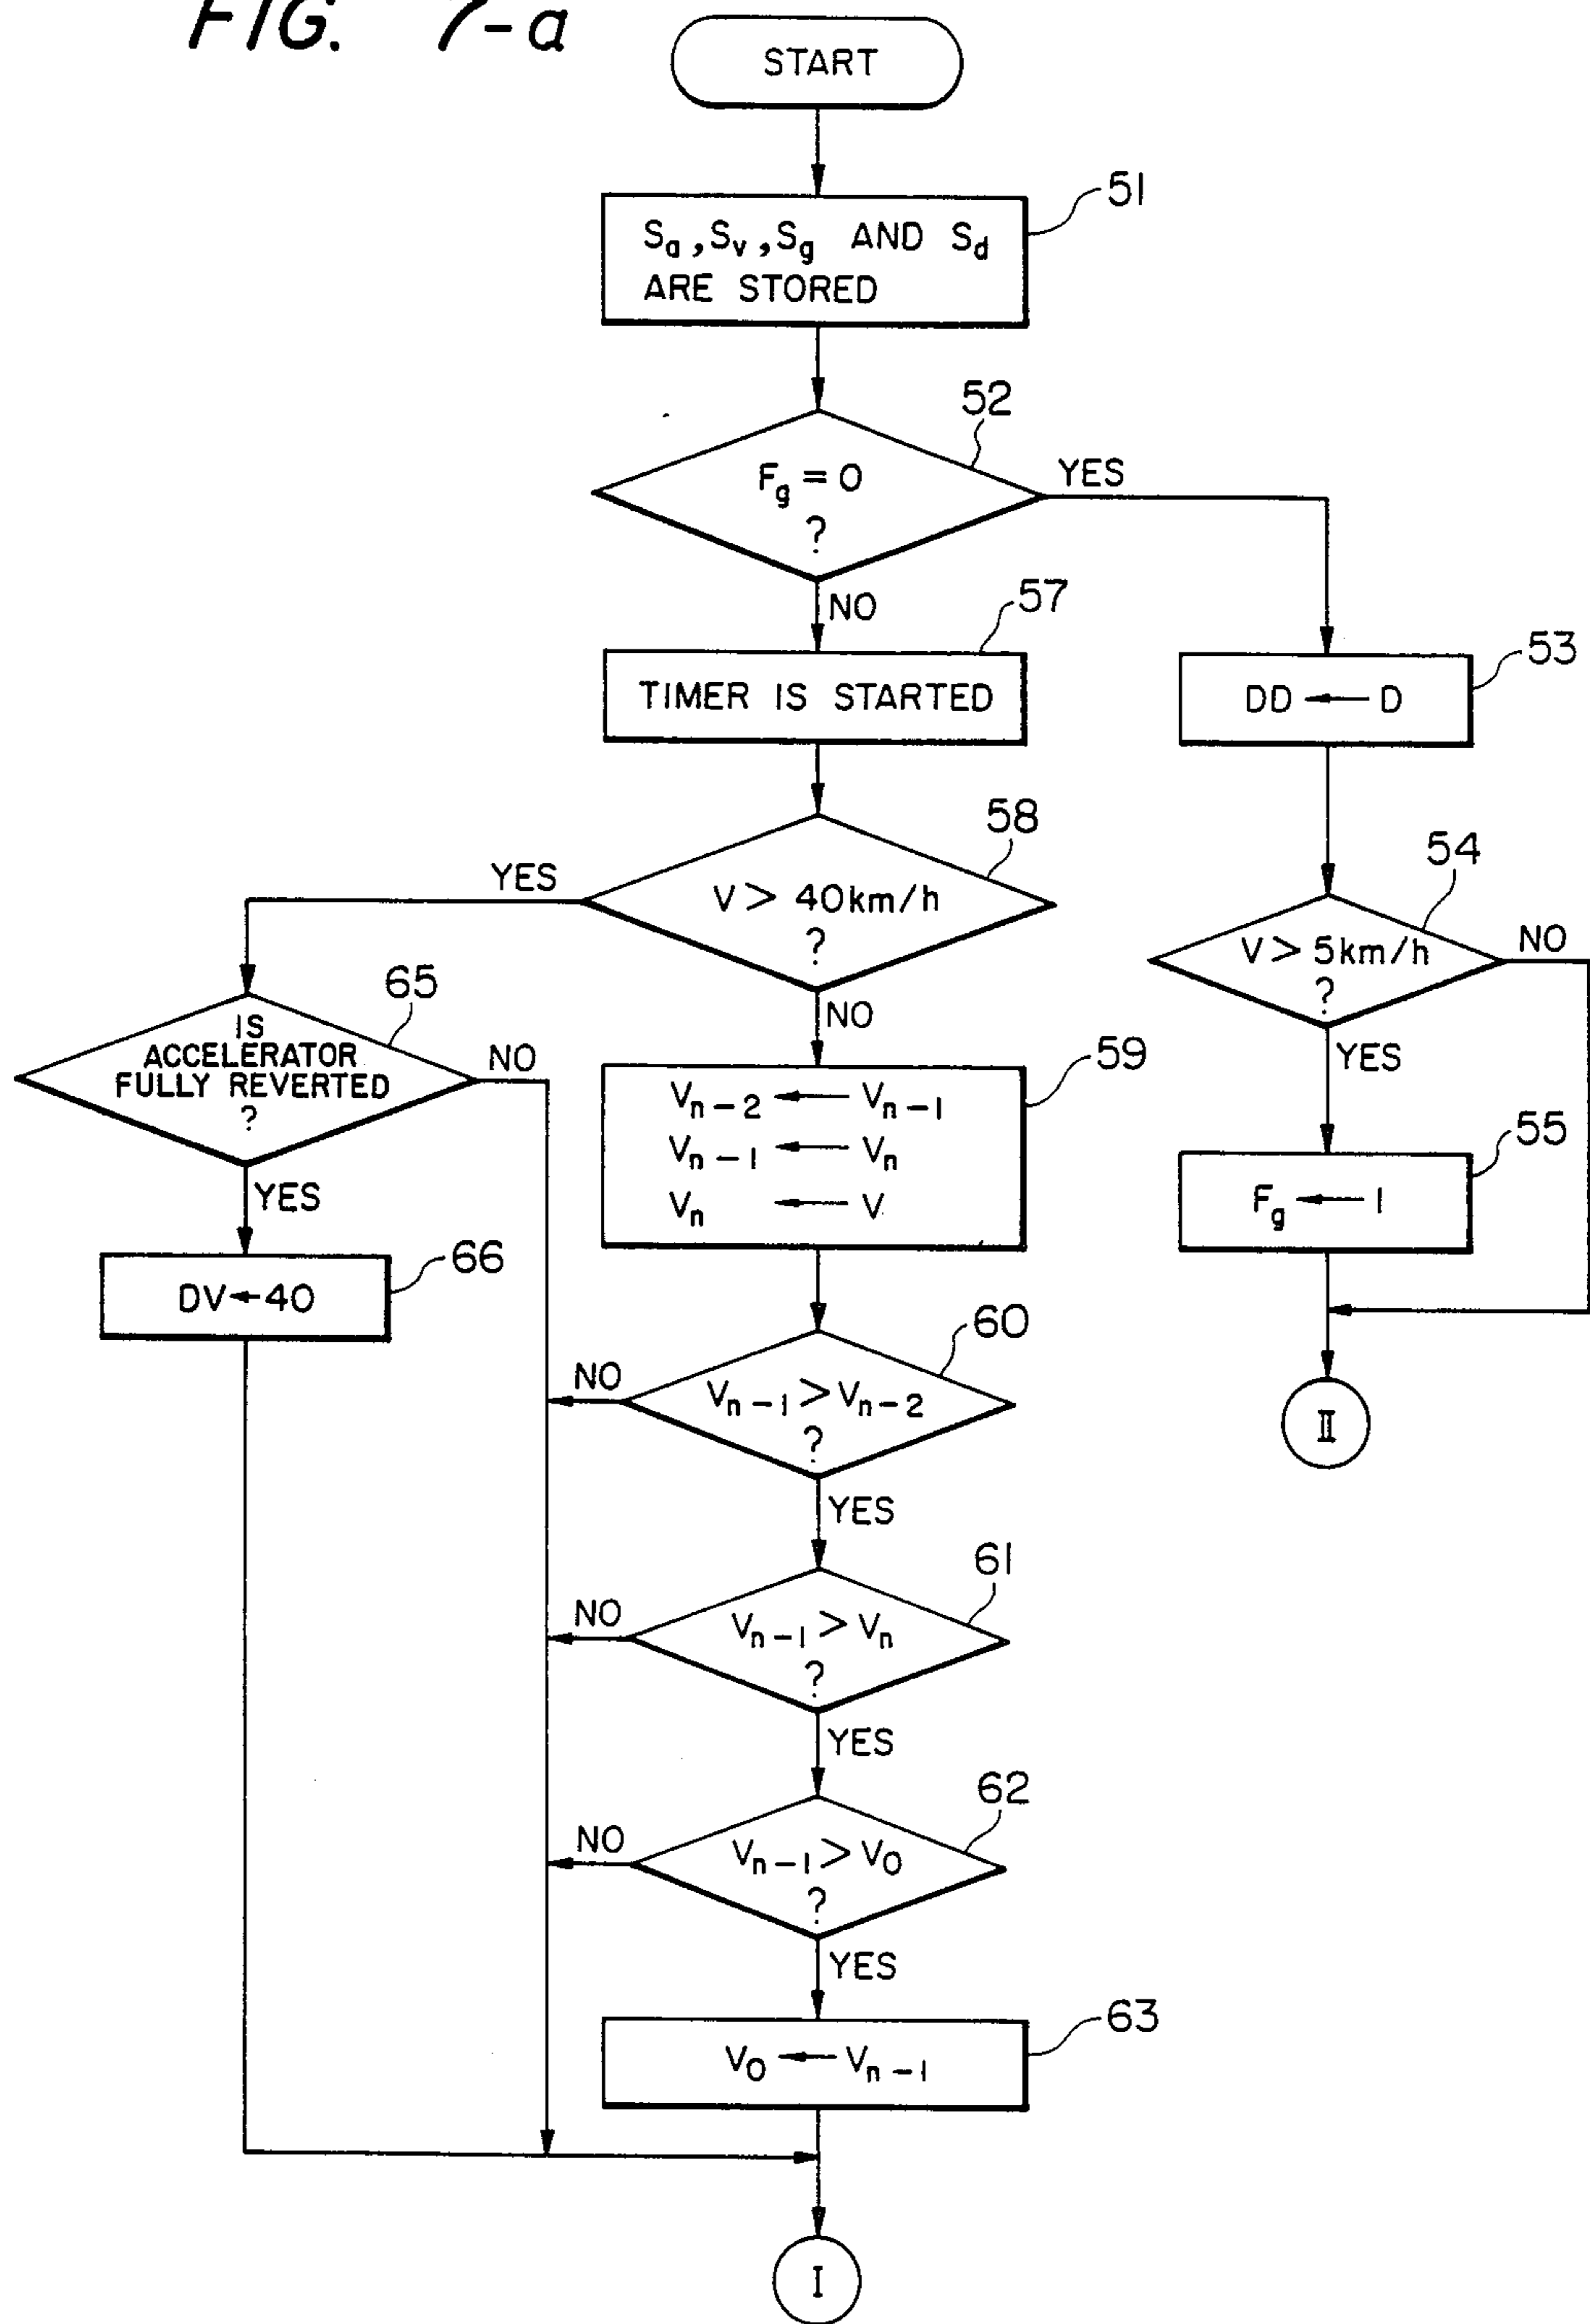 FIG. 7-a
START
51
Sa, Sv, Sg AND Sd
ARE STORED
52
Fg = 0
?
YES
NO
57
TIMER IS STARTED
53
DD ← D
58
V > 40km/h
?
YES
NO
54
V > 5km/h
?
NO
YES
65
IS
ACCELERATOR
FULLY REVERTED
?
NO
YES
59
Vn-2 ← Vn-1
Vn-1 ← Vn
Vn ← V
55
Fg ← 1
66
DV ← 40
60
Vn-1 > Vn-2
?
NO
YES
II
61
Vn-1 > Vn
?
NO
YES
62
Vn-1 > V0
?
NO
YES
63
V0 ← Vn-1
I